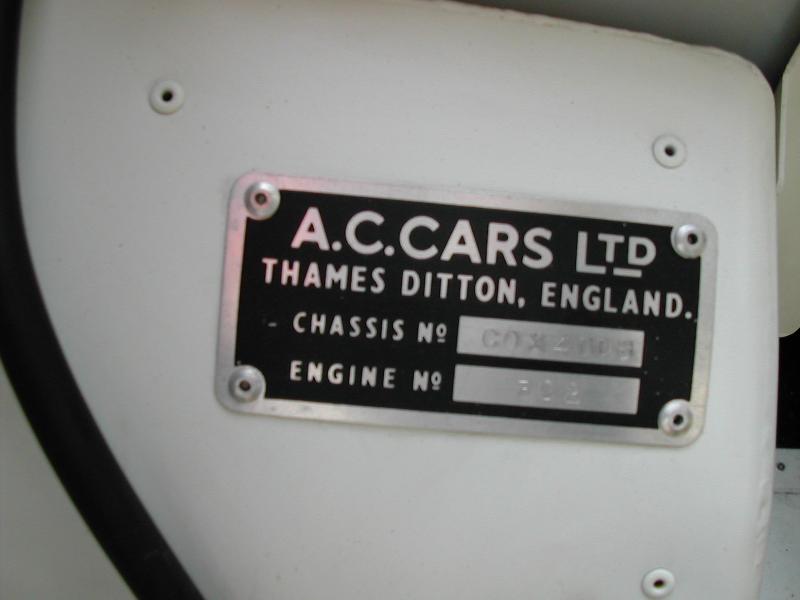 A.C.CARS LTD
THAMES DITTON, ENGLAND.
CHASSIS Nº
ENGINE Nº